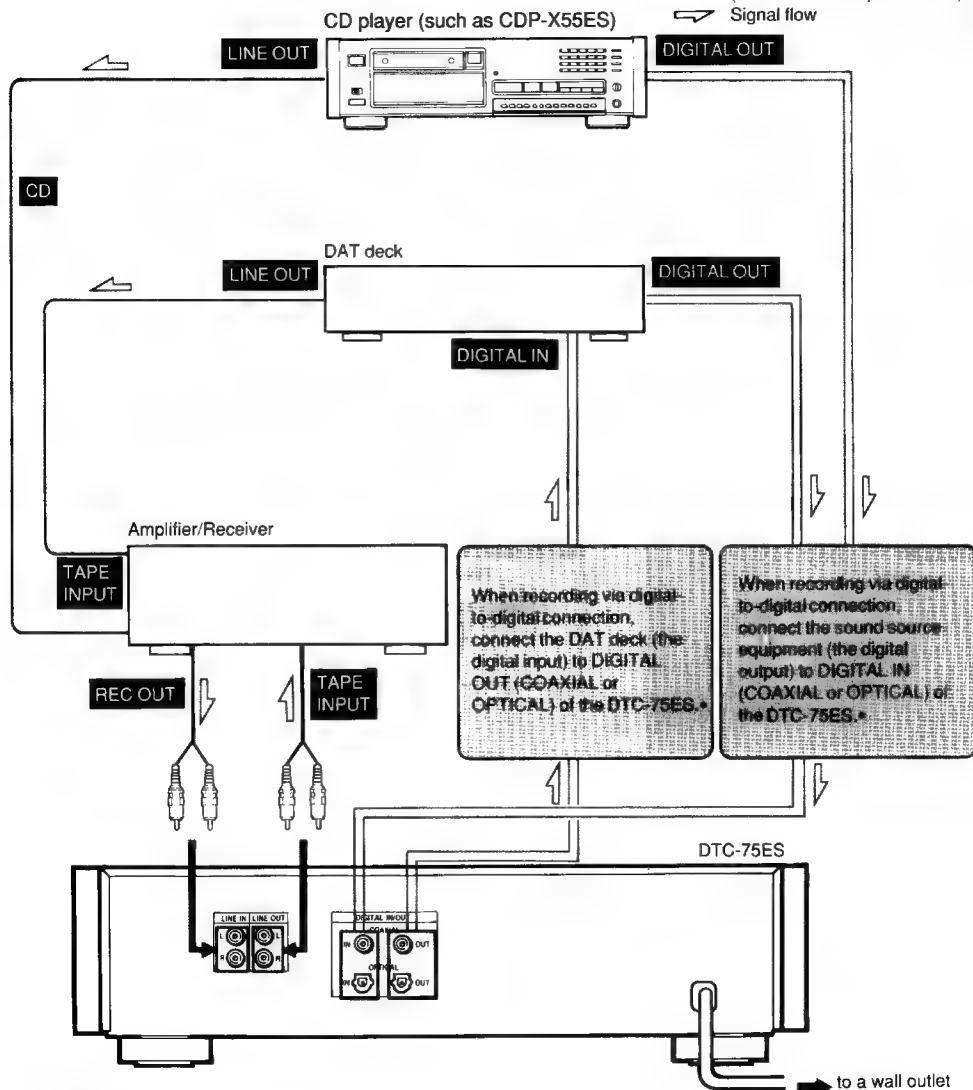 CD player (such as CDP-X55ES)
Signal flow
LINE OUT
DIGITAL OUT
CD
DAT deck
LINE OUT
DIGITAL OUT
DIGITAL IN
Amplifier/Receiver
TAPE
INPUT
When recording via digital-
to-digital connection,
connect the DAT deck (the
digital input) to DIGITAL
OUT (COAXIAL or
OPTICAL) of the DTC-75ES.*
When recording via digital-
to-digital connection,
connect the sound source
equipment (the digital
output) to DIGITAL IN
(COAXIAL or OPTICAL) of
the DTC-75ES.*
REC OUT
TAPE
INPUT
DTC-75ES
LINE IN LINE OUT
L L
R R
DIGITAL IN/OUT
COAXIAL
IN OUT
OPTICAL
IN OUT
to a wall outlet